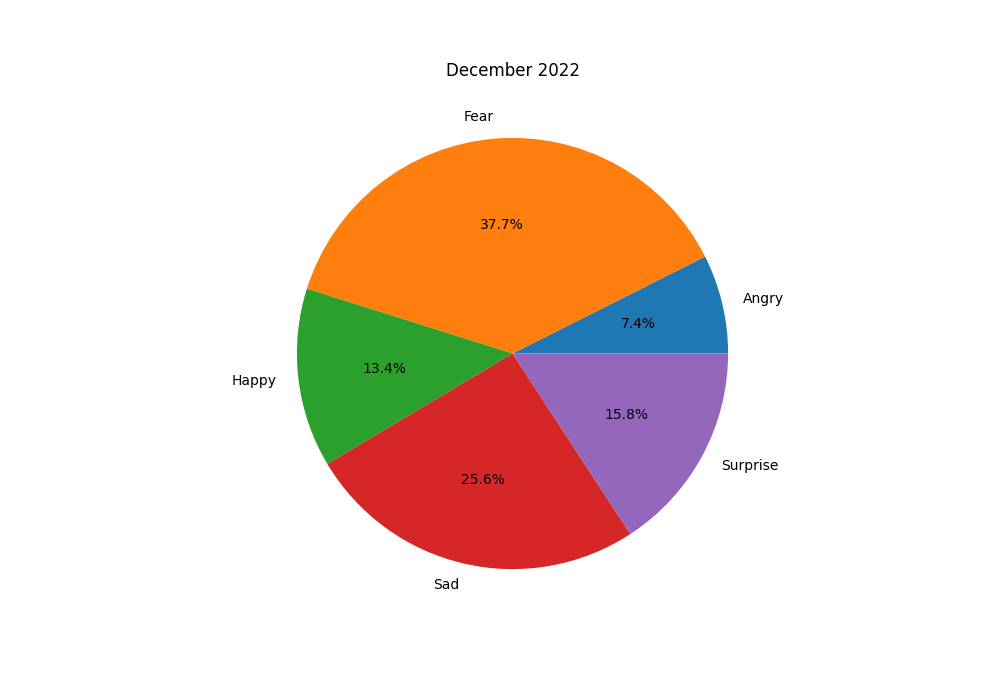 December 2022
Fear
37.7%
Angry
7.4%
Happy
13.4%
15.8%
Surprise
25.6%
Sad